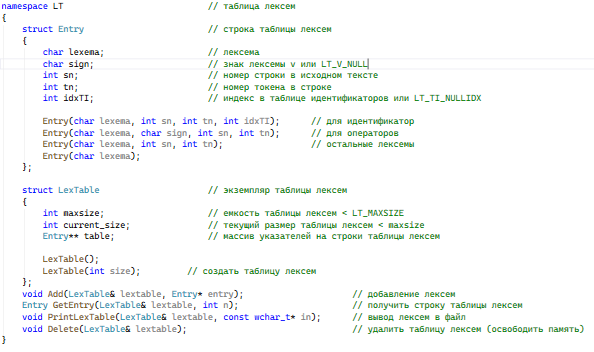 namespace LT // таблица лексем
{
struct Entry // строка таблицы лексем
{
char lexema; // лексема
char sign; // знак лексемы v или LT_V_NULL
int sn; // номер строки в исходном тексте
int tn; // номер токена в строке
int idxTI; // индекс в таблице идентификаторов или LT_TI_NULLIDX
Entry(char lexema, int sn, int tn, int idxTI); // для идентификатор
Entry(char lexema, char sign, int sn, int tn); // для операторов
Entry(char lexema, int sn, int tn); // остальные лексемы
Entry(char lexema);
};
struct LexTable // экземпляр таблицы лексем
{
int maxsize; // емкость таблицы лексем < LT_MAXSIZE
int current_size; // текущий размер таблицы лексем < maxsize
Entry** table; // массив указателей на строки таблицы лексем
LexTable();
LexTable(int size); // создать таблицу лексем
};
void Add(LexTable& lextable, Entry* entry); // добавление лексем
Entry GetEntry(LexTable& lextable, int n); // получить строку таблицы лексем
void PrintLexTable(LexTable& lextable, const wchar_t* in); // вывод лексем в файл
void Delete(LexTable& lextable); // удалить таблицу лексем (освободить память)
}